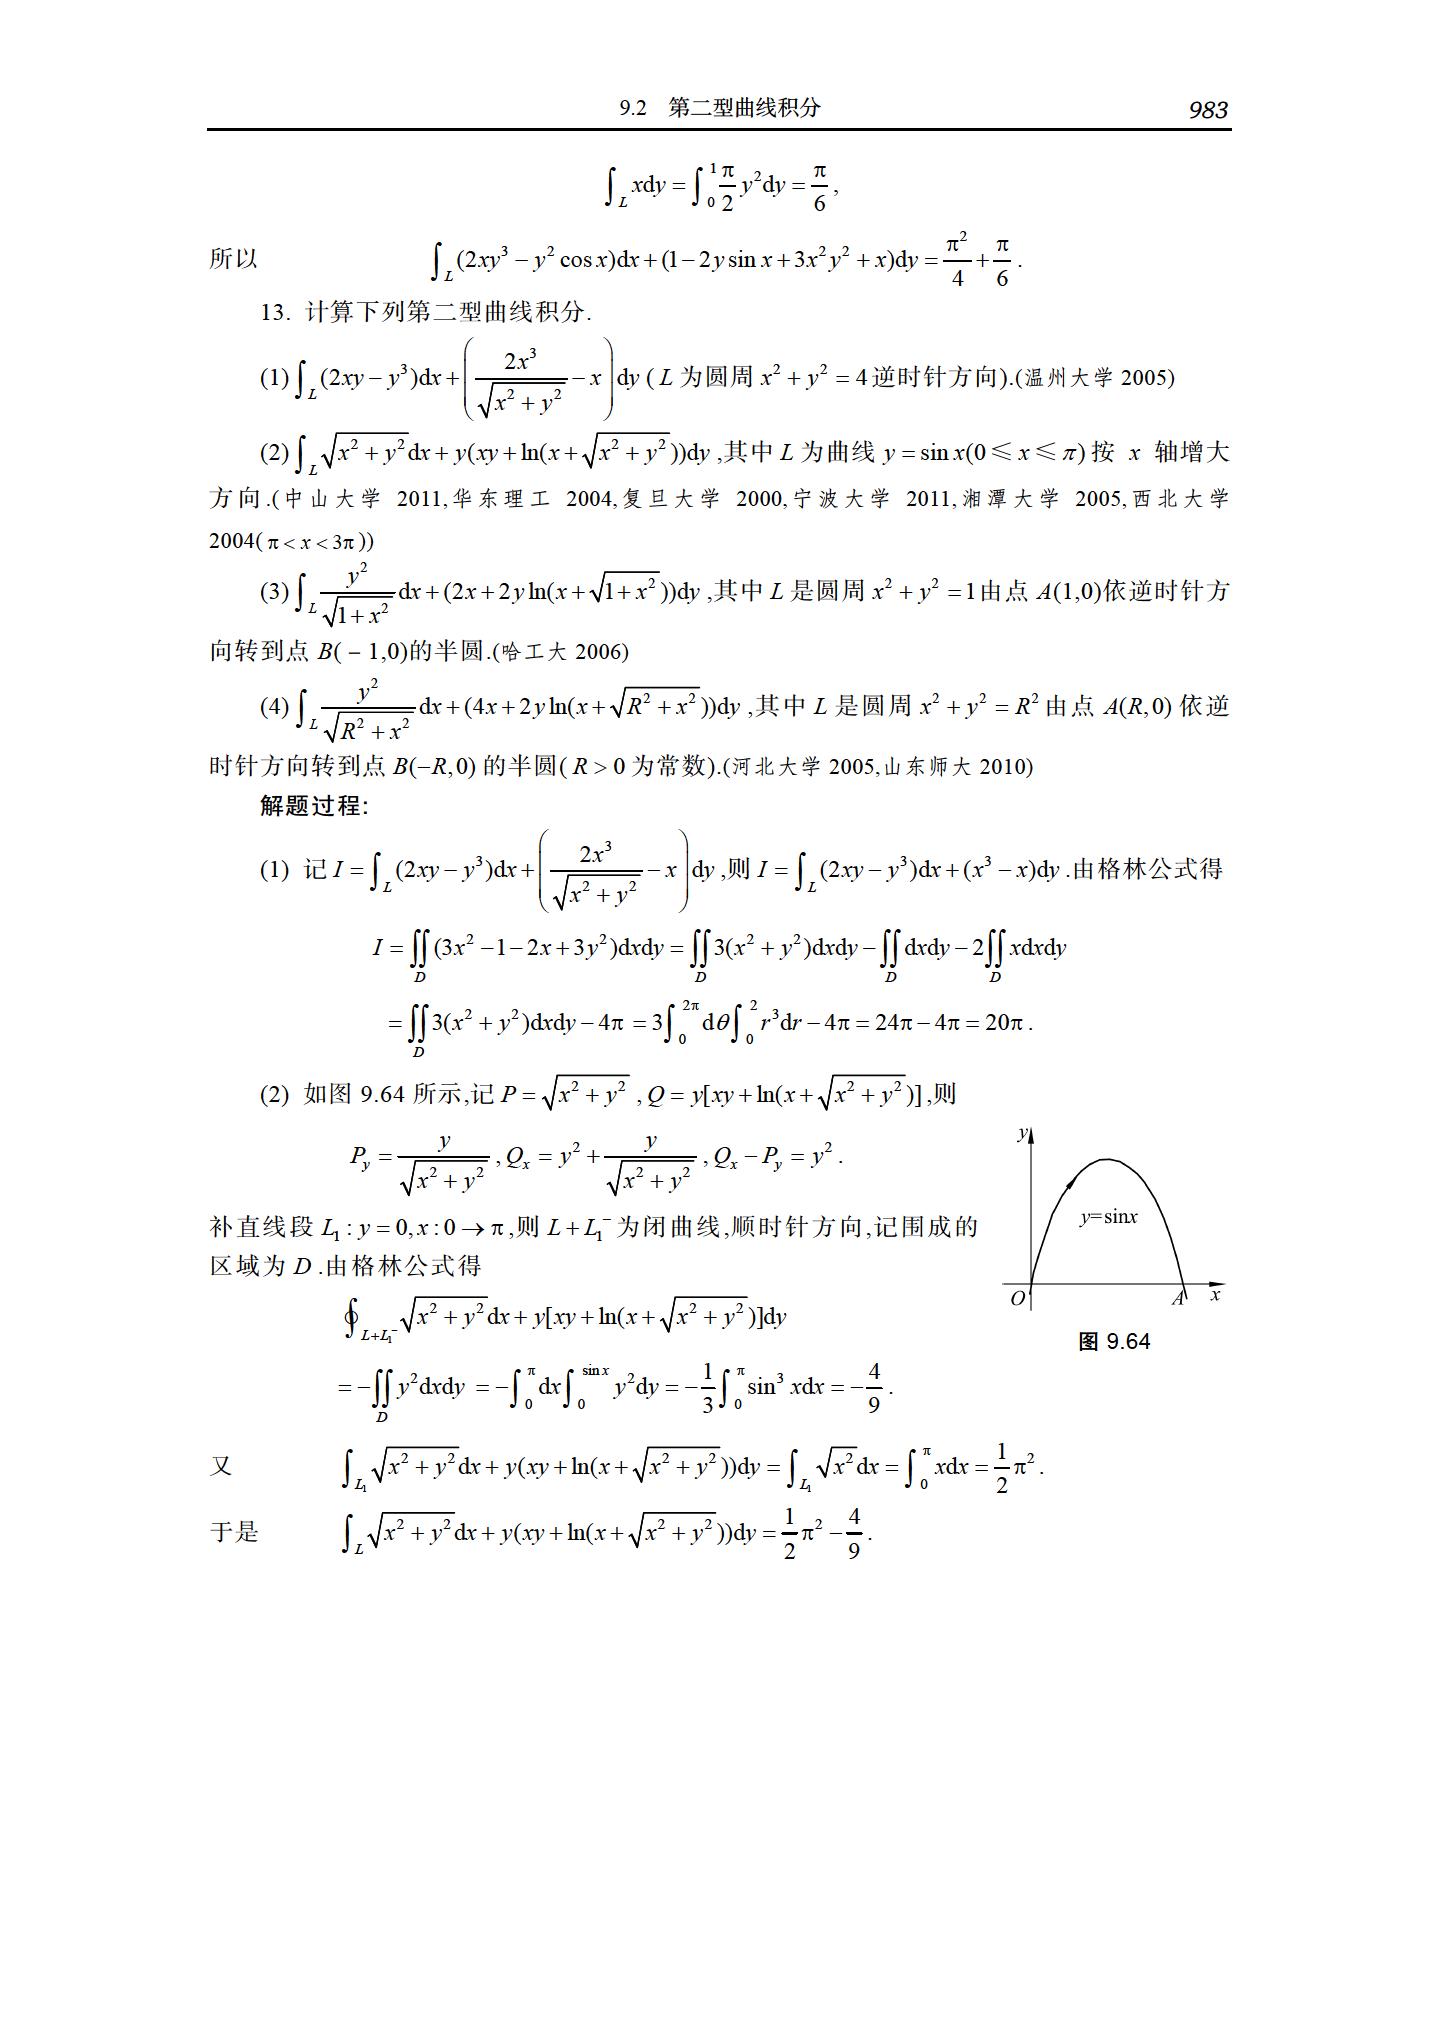 9.2 第二型曲线积分 983
$\int_L x\mathrm{d}y = \int_0^1 \frac{\pi}{2} y^2 \mathrm{d}y = \frac{\pi}{6}$,
所以 $\int_L (2xy^3 - y^2\cos x)\mathrm{d}x + (1 - 2y\sin x + 3x^2y^2 + x)\mathrm{d}y = \frac{\pi^2}{4} + \frac{\pi}{6}$.
13. 计算下列第二型曲线积分.
(1) $\int_L (2xy - y^3)\mathrm{d}x + \left(\frac{2x^3}{\sqrt{x^2+y^2}} - x\right)\mathrm{d}y$ ( $L$ 为圆周 $x^2 + y^2 = 4$ 逆时针方向).(温州大学 2005)
(2) $\int_L \sqrt{x^2+y^2}\mathrm{d}x + y(xy + \ln(x + \sqrt{x^2+y^2}))\mathrm{d}y$ ,其中 $L$ 为曲线 $y = \sin x (0 \leqslant x \leqslant \pi)$ 按 $x$ 轴增大
方向.(中山大学 2011,华东理工 2004,复旦大学 2000,宁波大学 2011,湘潭大学 2005,西北大学
2004( $\pi < x < 3\pi$ ))
(3) $\int_L \frac{y^2}{\sqrt{1+x^2}}\mathrm{d}x + (2x + 2y\ln(x + \sqrt{1+x^2}))\mathrm{d}y$ ,其中 $L$ 是圆周 $x^2 + y^2 = 1$ 由点 $A(1,0)$依逆时针方
向转到点 $B(-1,0)$的半圆.(哈工大 2006)
(4) $\int_L \frac{y^2}{\sqrt{R^2+x^2}}\mathrm{d}x + (4x + 2y\ln(x + \sqrt{R^2+x^2}))\mathrm{d}y$ ,其中 $L$ 是圆周 $x^2 + y^2 = R^2$ 由点 $A(R,0)$ 依逆
时针方向转到点 $B(-R,0)$ 的半圆( $R > 0$ 为常数).(河北大学 2005,山东师大 2010)
解题过程:
(1) 记 $I = \int_L (2xy - y^3)\mathrm{d}x + \left(\frac{2x^3}{\sqrt{x^2+y^2}} - x\right)\mathrm{d}y$ ,则 $I = \int_L (2xy - y^3)\mathrm{d}x + (x^3 - x)\mathrm{d}y$ .由格林公式得
$I = \iint_D (3x^2 - 1 - 2x + 3y^2)\mathrm{d}x\mathrm{d}y = \iint_D 3(x^2 + y^2)\mathrm{d}x\mathrm{d}y - \iint_D \mathrm{d}x\mathrm{d}y - 2\iint_D x\mathrm{d}x\mathrm{d}y$
$= \iint_D 3(x^2 + y^2)\mathrm{d}x\mathrm{d}y - 4\pi = 3\int_0^{2\pi} \mathrm{d}\theta \int_0^2 r^3\mathrm{d}r - 4\pi = 24\pi - 4\pi = 20\pi$ .
(2) 如图 9.64 所示,记 $P = \sqrt{x^2+y^2}$ , $Q = y[xy + \ln(x + \sqrt{x^2+y^2})]$ ,则
$P_y = \frac{y}{\sqrt{x^2+y^2}}, Q_x = y^2 + \frac{y}{\sqrt{x^2+y^2}}, Q_x - P_y = y^2$ .
补直线段 $L_1 : y = 0, x : 0 \to \pi$ ,则 $L + L_1^-$ 为闭曲线,顺时针方向,记围成的
区域为 $D$ .由格林公式得
$\oint_{L+L_1^-} \sqrt{x^2+y^2}\mathrm{d}x + y[xy + \ln(x + \sqrt{x^2+y^2})]\mathrm{d}y$
$= -\iint_D y^2\mathrm{d}x\mathrm{d}y = -\int_0^{\pi} \mathrm{d}x \int_0^{\sin x} y^2\mathrm{d}y = -\frac{1}{3}\int_0^{\pi} \sin^3 x\mathrm{d}x = -\frac{4}{9}$ .
y
y=sinx
O
A
x
图 9.64
又 $\int_{L_1} \sqrt{x^2+y^2}\mathrm{d}x + y(xy + \ln(x + \sqrt{x^2+y^2}))\mathrm{d}y = \int_{L_1} \sqrt{x^2}\mathrm{d}x = \int_0^{\pi} x\mathrm{d}x = \frac{1}{2}\pi^2$ .
于是 $\int_L \sqrt{x^2+y^2}\mathrm{d}x + y(xy + \ln(x + \sqrt{x^2+y^2}))\mathrm{d}y = \frac{1}{2}\pi^2 - \frac{4}{9}$ .